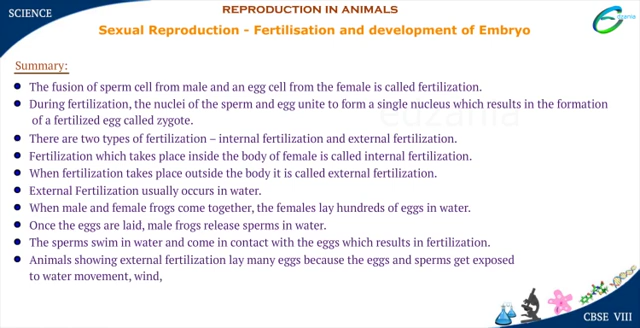 SCIENCE
REPRODUCTION IN ANIMALS
edzania
Sexual Reproduction - Fertilisation and development of Embryo
Summary:
The fusion of sperm cell from male and an egg cell from the female is called fertilization.
During fertilization, the nuclei of the sperm and egg unite to form a single nucleus which results in the formation
of a fertilized egg called zygote.
edzania
There are two types of fertilization – internal fertilization and external fertilization.
Fertilization which takes place inside the body of female is called internal fertilization.
When fertilization takes place outside the body it is called external fertilization.
External Fertilization usually occurs in water.
When male and female frogs come together, the females lay hundreds of eggs in water.
Once the eggs are laid, male frogs release sperms in water.
The sperms swim in water and come in contact with the eggs which results in fertilization.
Animals showing external fertilization lay many eggs because the eggs and sperms get exposed
to water movement, wind,
CBSE VIII